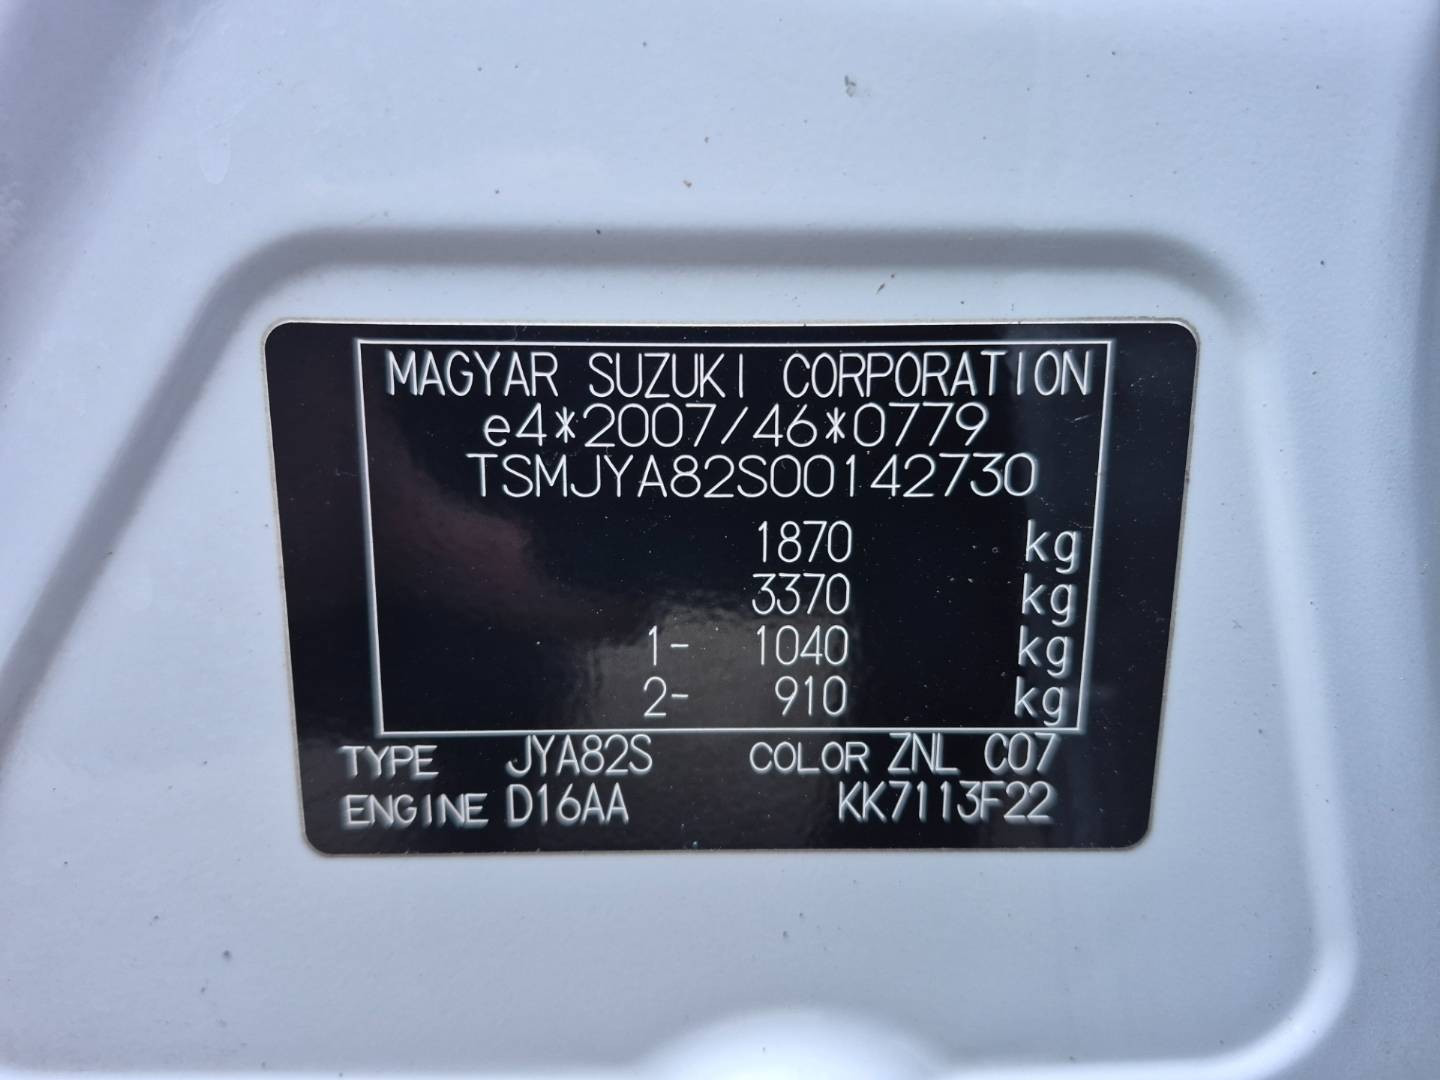 MAGYAR SUZUKI CORPORATION
e4*2007/46*0779
TSMJYA82S00142730
1870 kg
3370 kg
1- 1040 kg
2- 910 kg
TYPE JYA82S COLOR ZNL C07
ENGINE D16AA KK7113F22